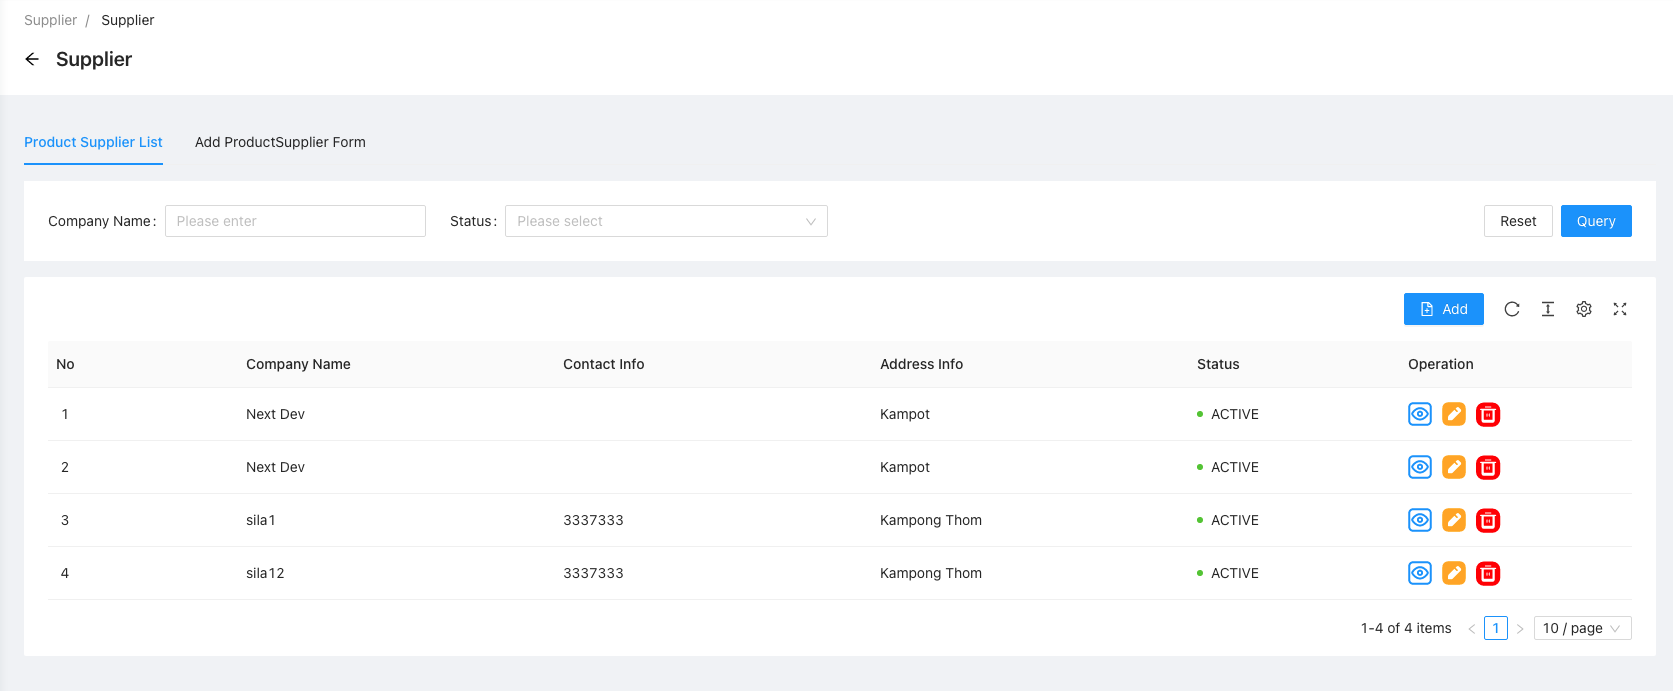 Supplier / Supplier
Supplier
Product Supplier List Add ProductSupplier Form
Company Name: Please enter Status: Please select Reset Query
Add
No Company Name Contact Info Address Info Status Operation
1 Next Dev Kampot ACTIVE
2 Next Dev Kampot ACTIVE
3 sila1 3337333 Kampong Thom ACTIVE
4 sila12 3337333 Kampong Thom ACTIVE
1-4 of 4 items < 1 > 10 / page